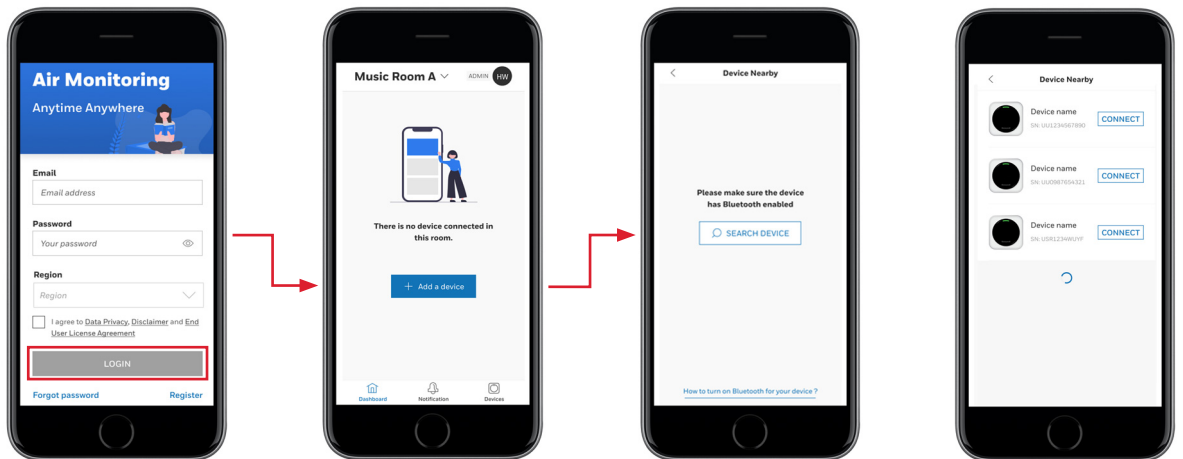 Air Monitoring
Anytime Anywhere
Email
Email address
Password
Your password
Region
Region
I agree to Data Privacy, Disclaimer and End
User License Agreement
LOGIN
Forgot password
Register
Music Room A
ADMIN
HW
There is no device connected in
this room.
+ Add a device
Dashboard
Notification
Devices
Device Nearby
Please make sure the device
has Bluetooth enabled
SEARCH DEVICE
How to turn on Bluetooth for your device ?
Device Nearby
Device name
SN: UU1234567890
CONNECT
Device name
SN: UU0987654321
CONNECT
Device name
SN: USR1234WUYF
CONNECT